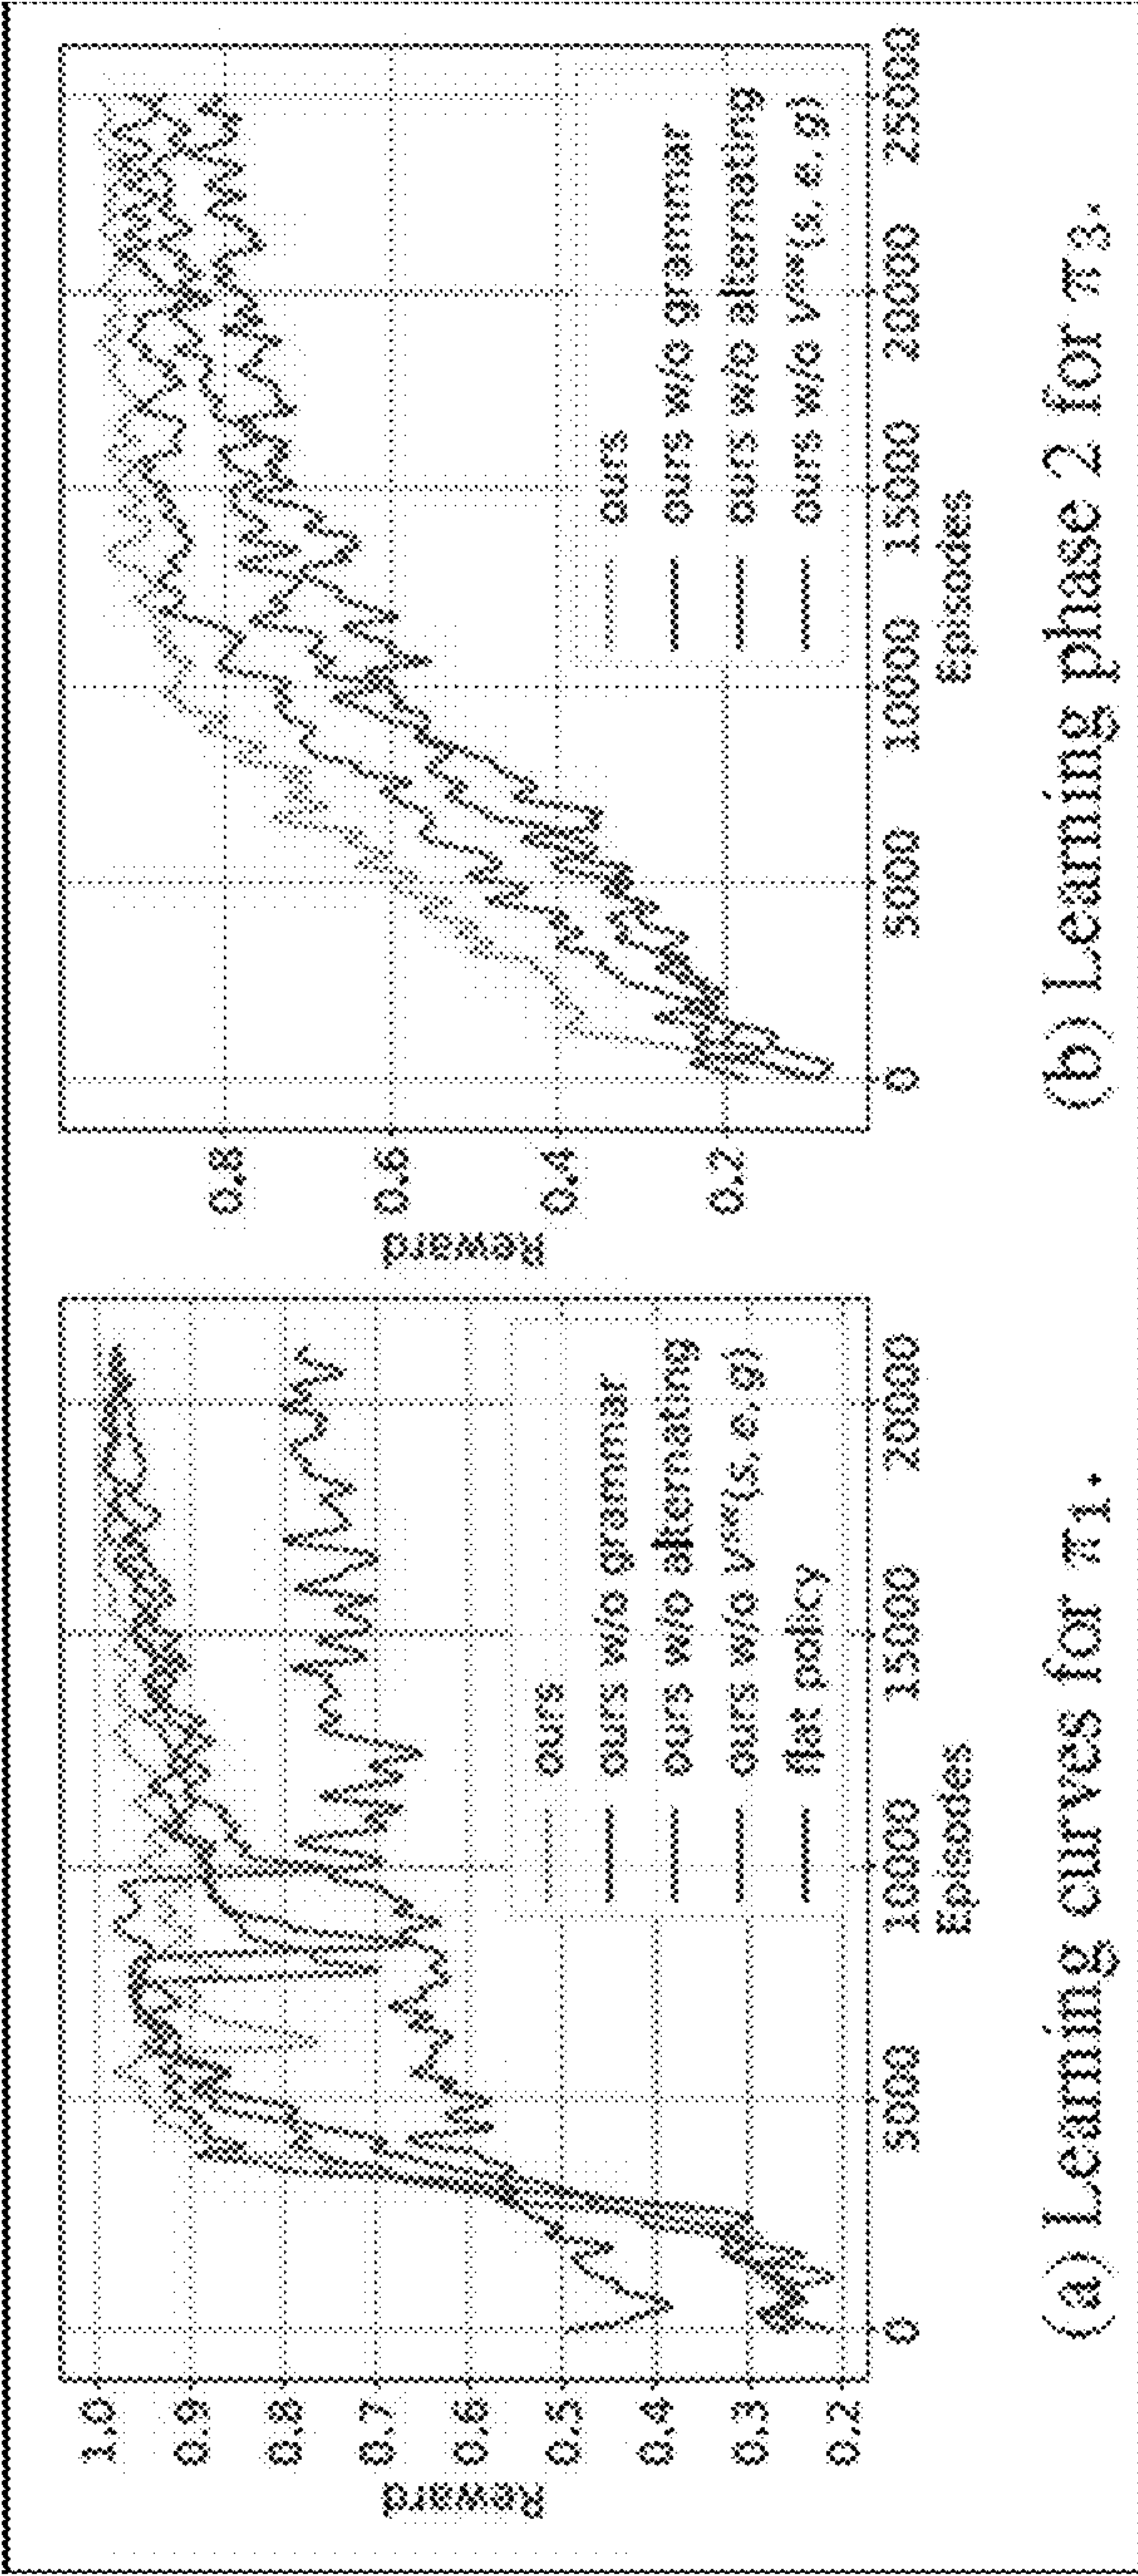 1.0
0.9
0.8
0.7
0.6
0.5
0.4
0.3
0.2
Reward
ours
ours w/o grammar
ours w/o alternating
flat policy
0
5000
10000
15000
20000
Episodes
(a) Learning curves for π1.
0.8
0.6
0.4
0.2
Reward
ours
ours w/o grammar
ours w/o alternating
0
5000
10000
15000
20000
25000
Episodes
(b) Learning phase 2 for π3.